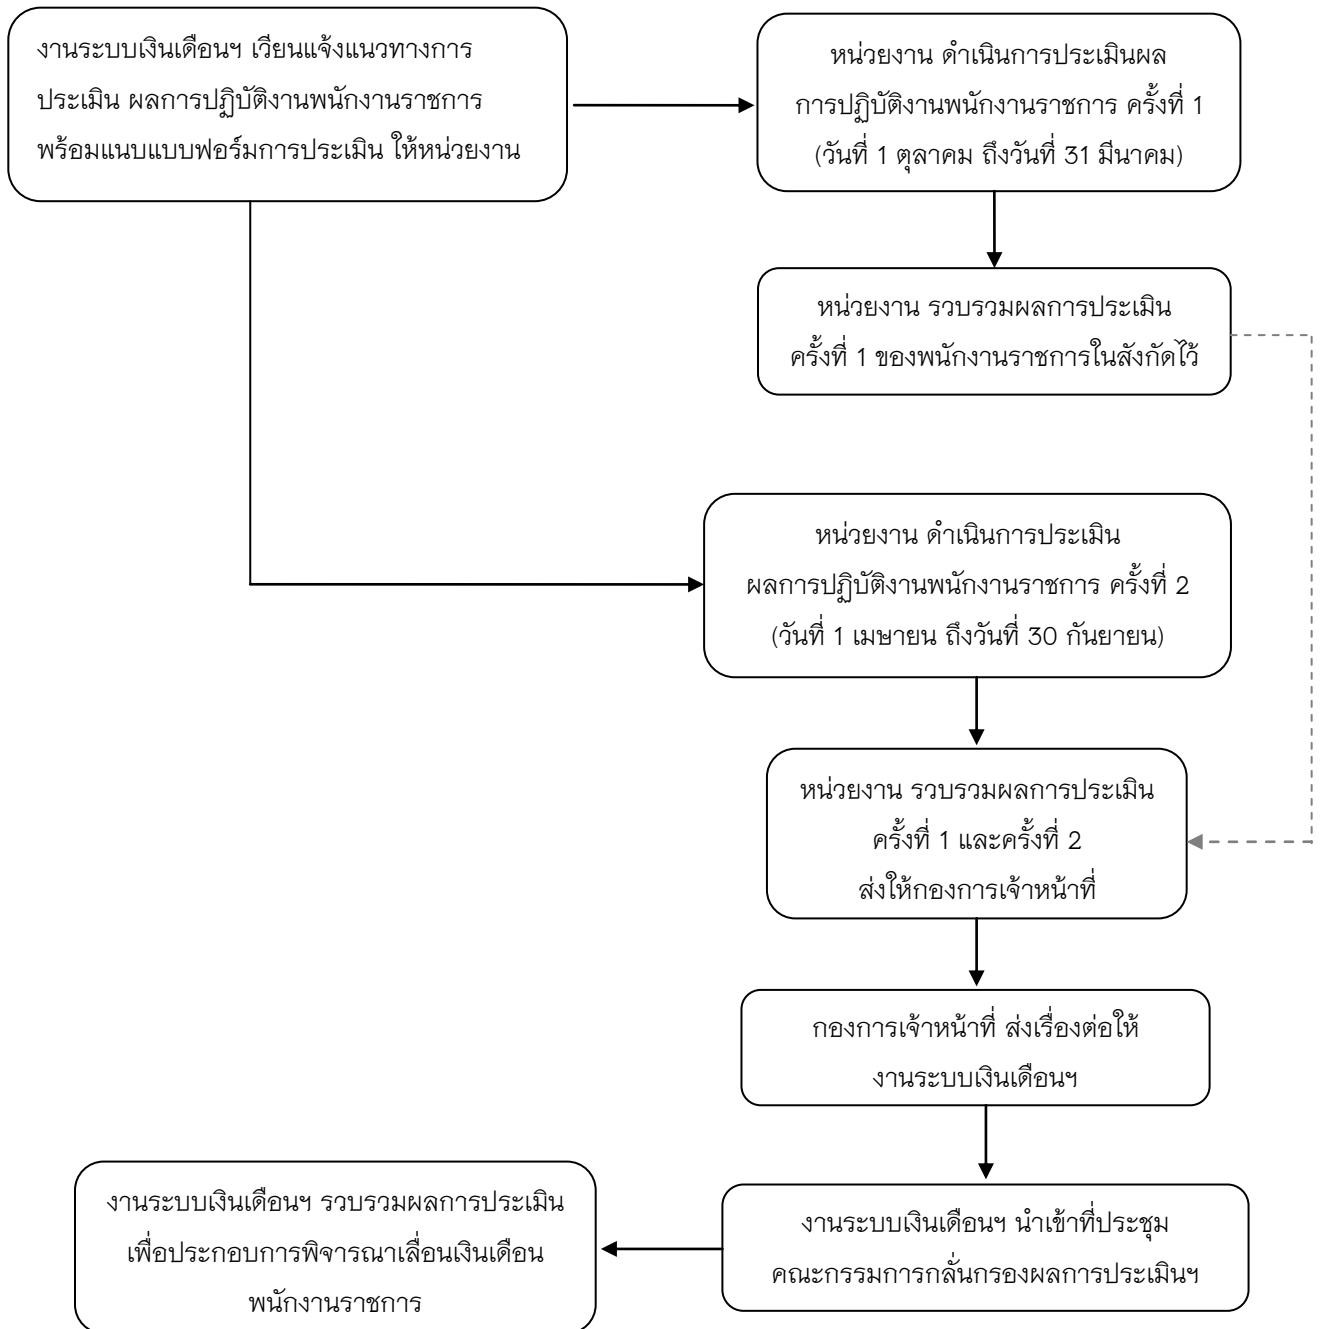 งานระบบเงินเดือนฯ เวียนแจ้งแนวทางการ
ประเมิน ผลการปฏิบัติงานพนักงานราชการ
พร้อมแนบแบบฟอร์มการประเมิน ให้หน่วยงาน
หน่วยงาน ดำเนินการประเมินผล
การปฏิบัติงานพนักงานราชการ ครั้งที่ 1
(วันที่ 1 ตุลาคม ถึงวันที่ 31 มีนาคม)
หน่วยงาน รวบรวมผลการประเมิน
ครั้งที่ 1 ของพนักงานราชการในสังกัดไว้
หน่วยงาน ดำเนินการประเมิน
ผลการปฏิบัติงานพนักงานราชการ ครั้งที่ 2
(วันที่ 1 เมษายน ถึงวันที่ 30 กันยายน)
หน่วยงาน รวบรวมผลการประเมิน
ครั้งที่ 1 และครั้งที่ 2
ส่งให้กองการเจ้าหน้าที่
กองการเจ้าหน้าที่ ส่งเรื่องต่อให้
งานระบบเงินเดือนฯ
งานระบบเงินเดือนฯ นำเข้าที่ประชุม
คณะกรรมการกลั่นกรองผลการประเมินฯ
งานระบบเงินเดือนฯ รวบรวมผลการประเมิน
เพื่อประกอบการพิจารณาเลื่อนเงินเดือน
พนักงานราชการ